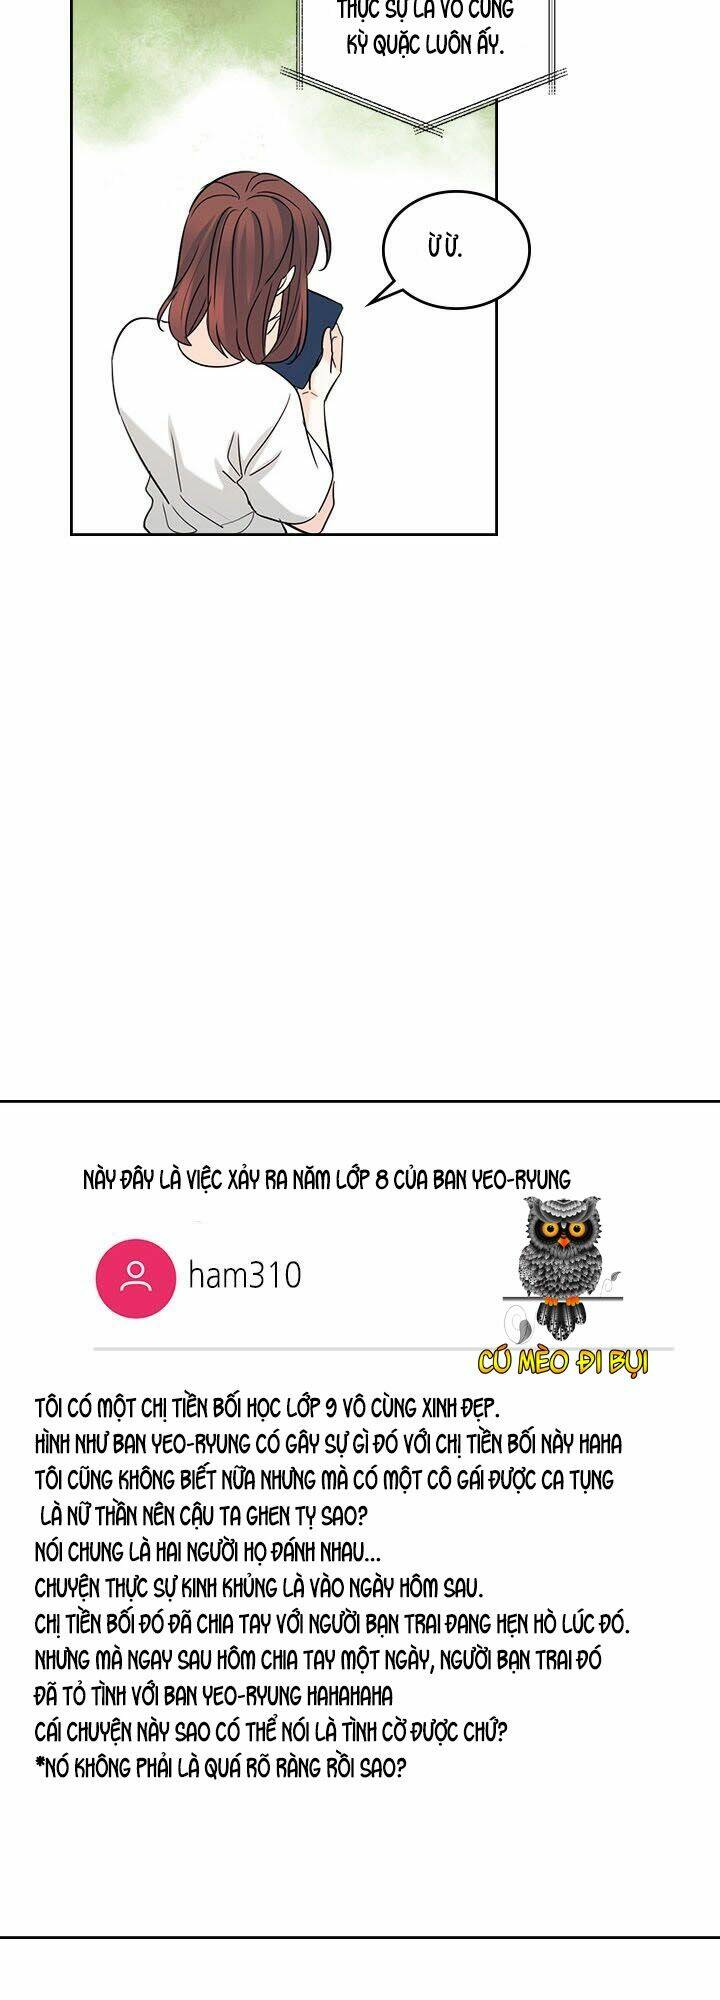 THỰC SỰ LÀ VÔ CÙNG
KỲ QUẶC LUÔN ẤY.
Ừ Ừ.
NÀY ĐÂY LÀ VIỆC XẢY RA NĂM LỚP 8 CỦA BAN YEO-RYUNG
ham310
CÚ MÈO ĐI BỤI
TÔI CÓ MỘT CHỊ TIỀN BỐI HỌC LỚP 9 VÔ CÙNG XINH ĐẸP.
HÌNH NHƯ BAN YEO-RYUNG CÓ GÂY SỰ GÌ ĐÓ VỚI CHỊ TIỀN BỐI NÀY HAHA
TÔI CŨNG KHÔNG BIẾT NỮA NHƯNG MÀ CÓ MỘT CÔ GÁI ĐƯỢC CA TỤNG
LÀ NỮ THẦN NÊN CẬU TA GHEN TỴ SAO?
NÓI CHUNG LÀ HAI NGƯỜI HỌ ĐÁNH NHAU...
CHUYỆN THỰC SỰ KINH KHỦNG LÀ VÀO NGÀY HÔM SAU.
CHỊ TIỀN BỐI ĐÓ ĐÃ CHIA TAY VỚI NGƯỜI BẠN TRAI ĐANG HẸN HÒ LÚC ĐÓ.
NHƯNG MÀ NGAY SAU HÔM CHIA TAY MỘT NGÀY, NGƯỜI BẠN TRAI ĐÓ
ĐÃ TỎ TÌNH VỚI BAN YEO-RYUNG HAHAHAHA
CÁI CHUYỆN NÀY SAO CÓ THỂ NÓI LÀ TÌNH CỜ ĐƯỢC CHỨ?
*NÓ KHÔNG PHẢI LÀ QUÁ RÕ RÀNG RỒI SAO?